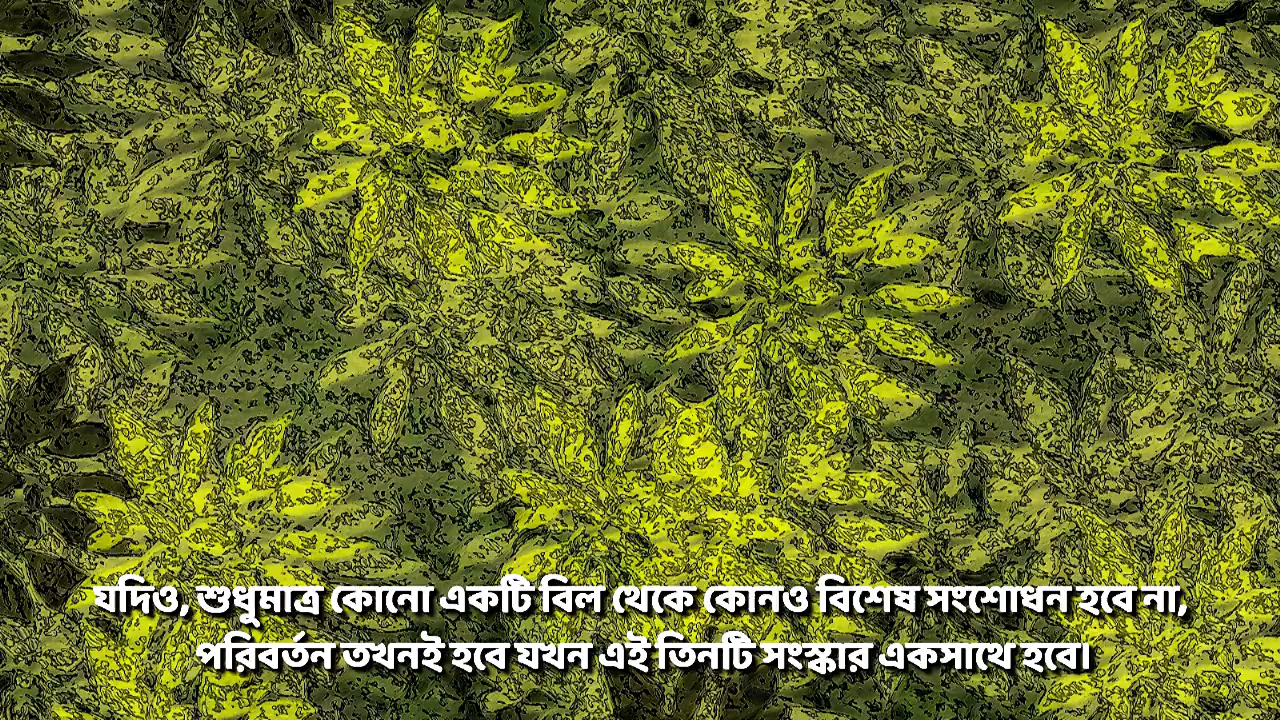 যদিও, শুধুমাত্র কোনো একটি বিল থেকে কোনও বিশেষ সংশোধন হবে না,
পরিবর্তন তখনই হবে যখন এই তিনটি সংস্কার একসাথে হবে।